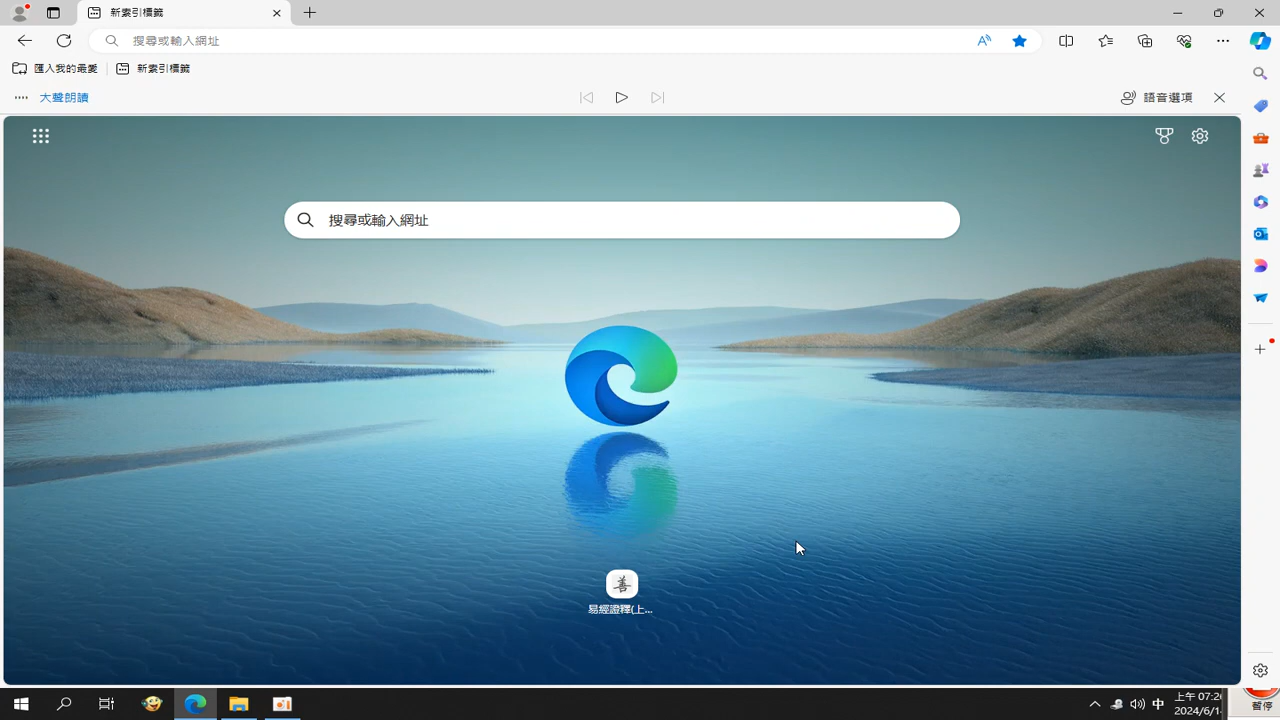 新索引標籤
搜尋或輸入網址
匯入我的最愛
新索引標籤
大聲朗讀
語音選項
搜尋或輸入網址
善
易經證釋(上...
中
上午 07:26
2024/6/1
暫停